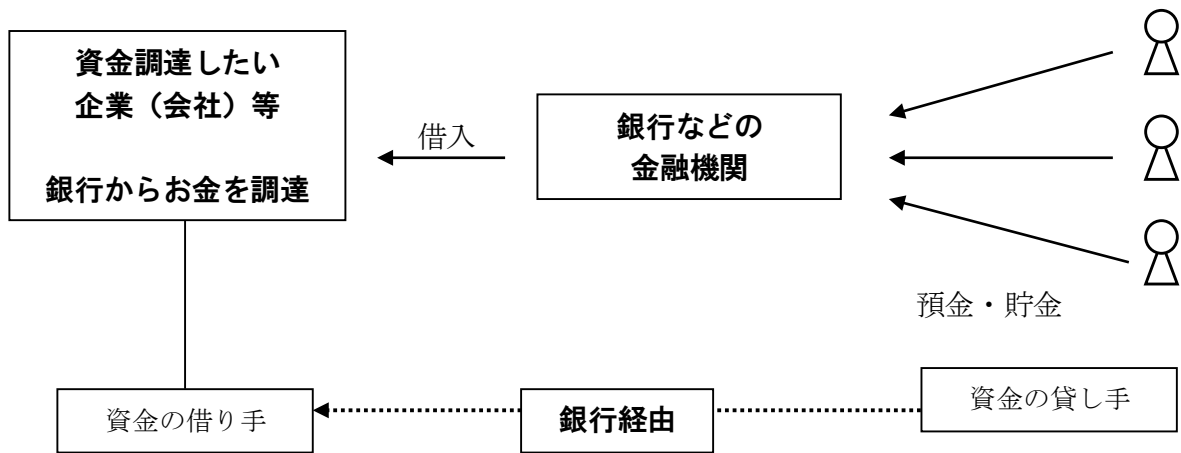 資金調達したい
企業（会社）等
銀行からお金を調達
借入
銀行などの
金融機関
預金・貯金
資金の借り手
銀行経由
資金の貸し手